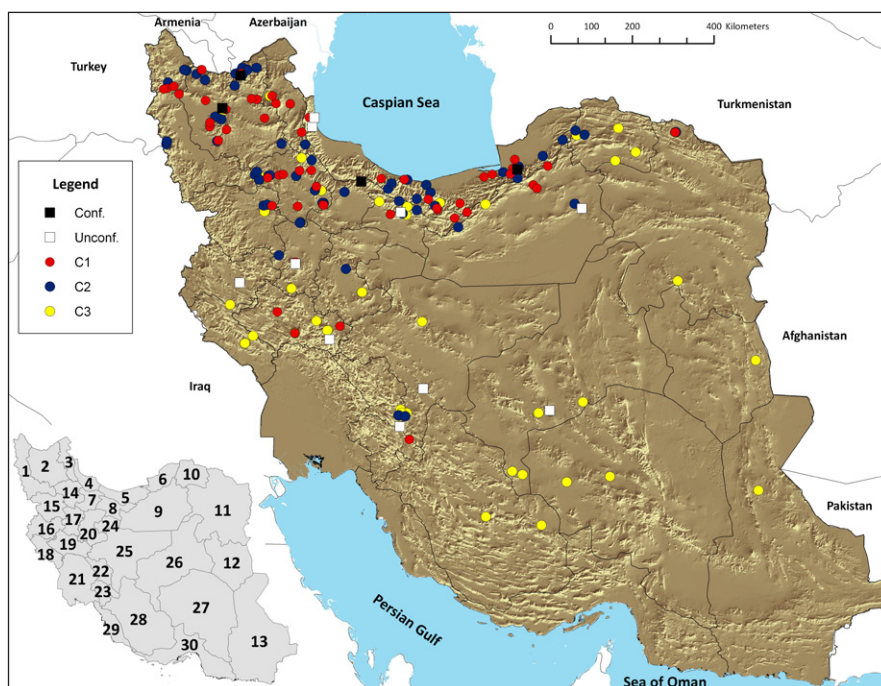 Armenia
Azerbaijan
0 100 200 400 Kilometers
Turkey
Caspian Sea
Turkmenistan
Legend
Conf.
Unconf.
C1
C2
C3
Afghanistan
Iraq
Pakistan
Persian Gulf
Sea of Oman
1
2
3
4
5
6
10
14
7
8
9
11
15
16
17
24
20
18
19
25
26
12
21
22
23
27
28
29
13
30